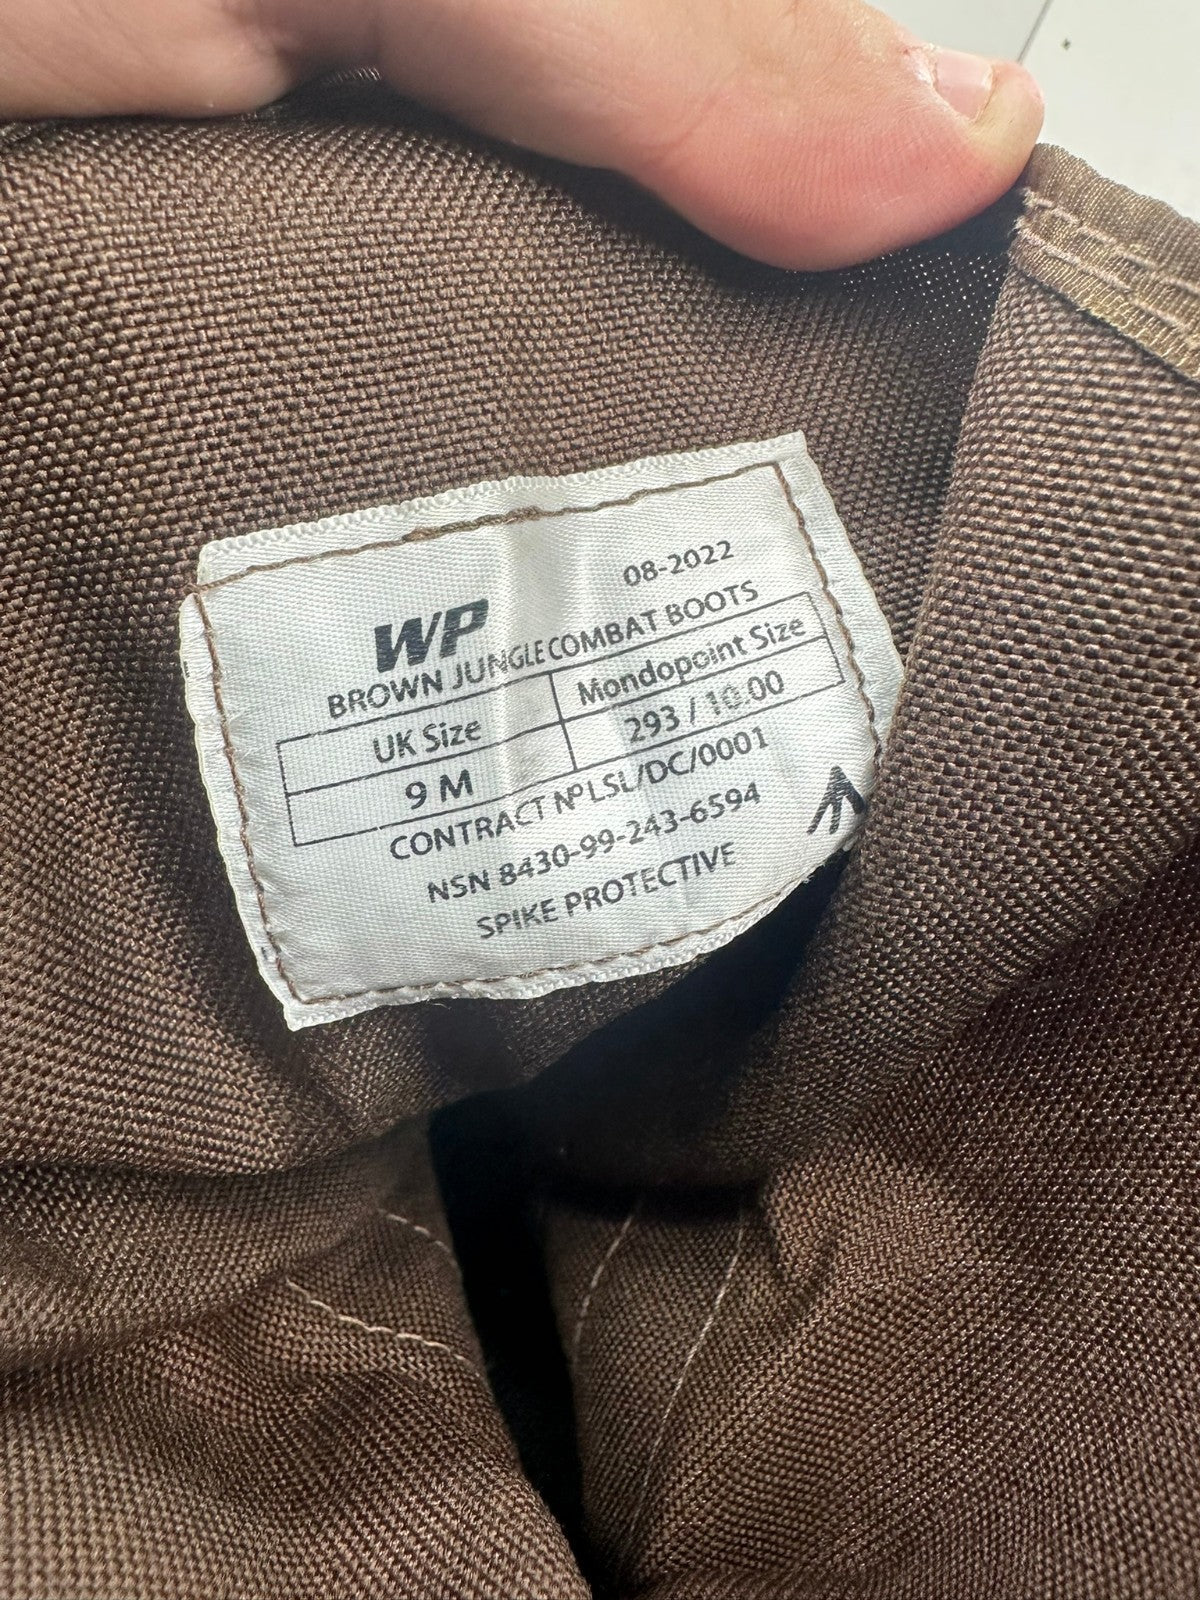 08-2022
WP
BROWN JUNGLE COMBAT BOOTS
UK Size Mondopoint Size
9 M 293 / 10.00
CONTRACT Nº LSL/DC/0001
NSN 8430-99-243-6594
SPIKE PROTECTIVE